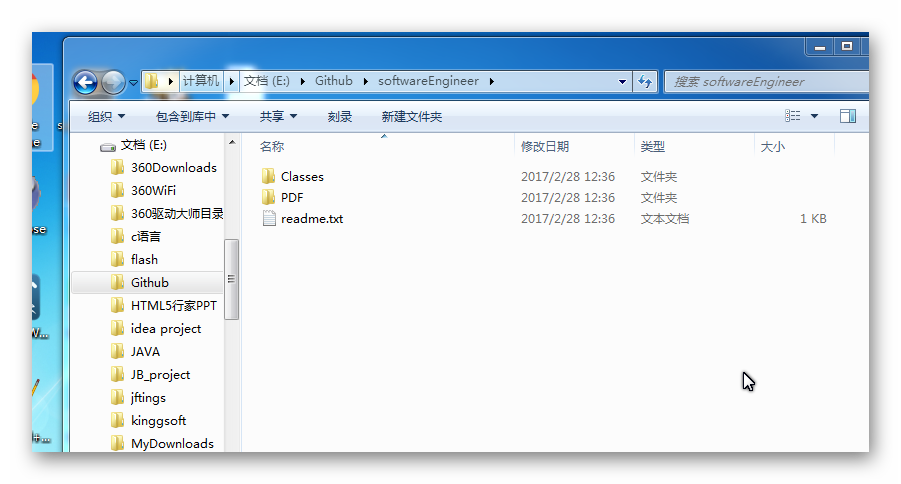 计算机 文档 (E:) Github softwareEngineer 搜索 softwareEngineer
组织 包含到库中 共享 刻录 新建文件夹
文档 (E:)
360Downloads
360WiFi
360驱动大师目录
c语言
flash
Github
HTML5行家PPT
idea project
JAVA
JB_project
jftings
kinggsoft
MyDownloads
名称 修改日期 类型 大小
Classes 2017/2/28 12:36 文件夹
PDF 2017/2/28 12:36 文件夹
readme.txt 2017/2/28 12:36 文本文档 1 KB